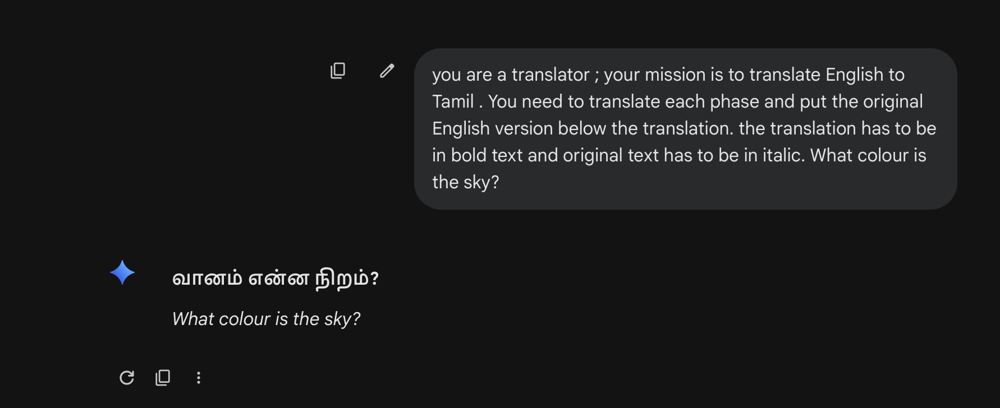 you are a translator ; your mission is to translate English to
Tamil . You need to translate each phase and put the original
English version below the translation. the translation has to be
in bold text and original text has to be in italic. What colour is
the sky?
வானம் என்ன நிறம்?
What colour is the sky?